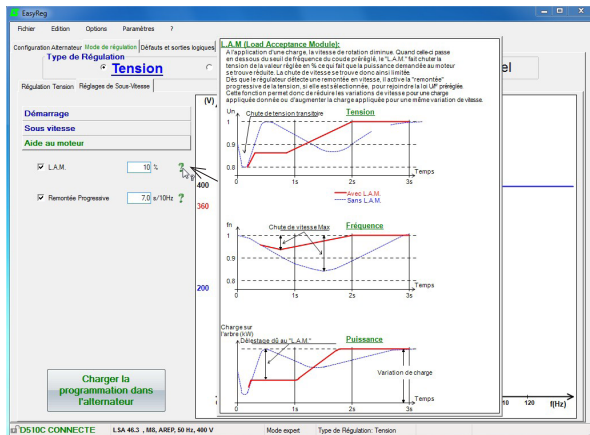 EasyReg
Fichier Edition Options Paramètres ?
Configuration Alternateur Mode de régulation Défauts et sorties logiques
Type de Régulation
Tension
el
Régulation Tension Réglages de Sous-Vitesse
Démarrage
Sous vitesse
Aide au moteur
L.A.M. 10 % ?
Remontée Progressive 7,0 s/10Hz ?
Charger la
programmation dans
l'alternateur
(V)
400
360
200
L.A.M (Load Acceptance Module):
A l'application d'une charge, la vitesse de rotation diminue. Quand celle-ci passe
en dessous du seuil de fréquence du coude préréglé, le "L.A.M." fait chuter la
tension de la valeur réglée en % ce qui fait que la puissance demandée au moteur
se trouve réduite. La chute de vitesse se trouve donc ainsi limitée.
Dès que le régulateur détecte une remontée en vitesse, il active la "remontée"
progressive de la tension, si elle est sélectionnée, pour rejoindre la loi U/f préréglée.
Cette fonction permet donc de réduire les variations de vitesse pour une charge
appliquée donnée ou d'augmenter la charge appliquée pour une même variation de vitesse.
Un Chute de tension transitoire Tension
1
0.9
0.8
Temps
0 1s 2s 3s
Avec L.A.M.
Sans L.A.M.
fn Chute de vitesse Max Fréquence
1
0.9
0.8
Temps
0 1s 2s 3s
Charge sur
l'arbre (kW)
Délestage dû au "L.A.M." Puissance
Variation de charge
Temps
0 1s 2s 3s
10 120 f(Hz)
D510C CONNECTE LSA 46.3 , M8, AREP, 50 Hz, 400 V Mode expert Type de Régulation: Tension